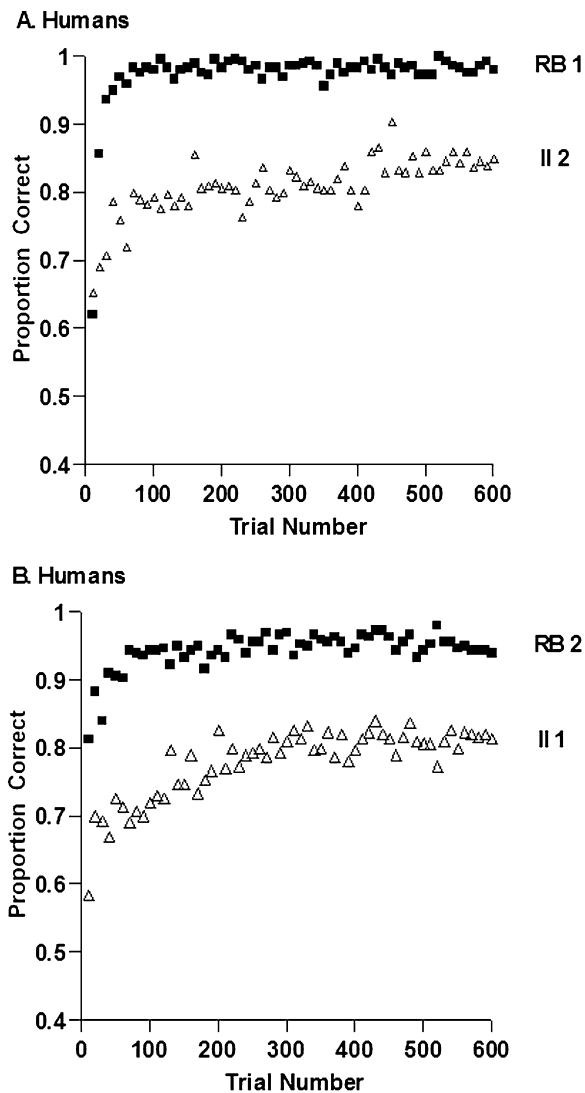 A. Humans
1
RB 1
0.9
II 2
0.8
0.7
0.6
0.5
0.4
Proportion Correct
0 100 200 300 400 500 600
Trial Number
B. Humans
1
RB 2
0.9
0.8
II 1
0.7
0.6
0.5
0.4
Proportion Correct
0 100 200 300 400 500 600
Trial Number